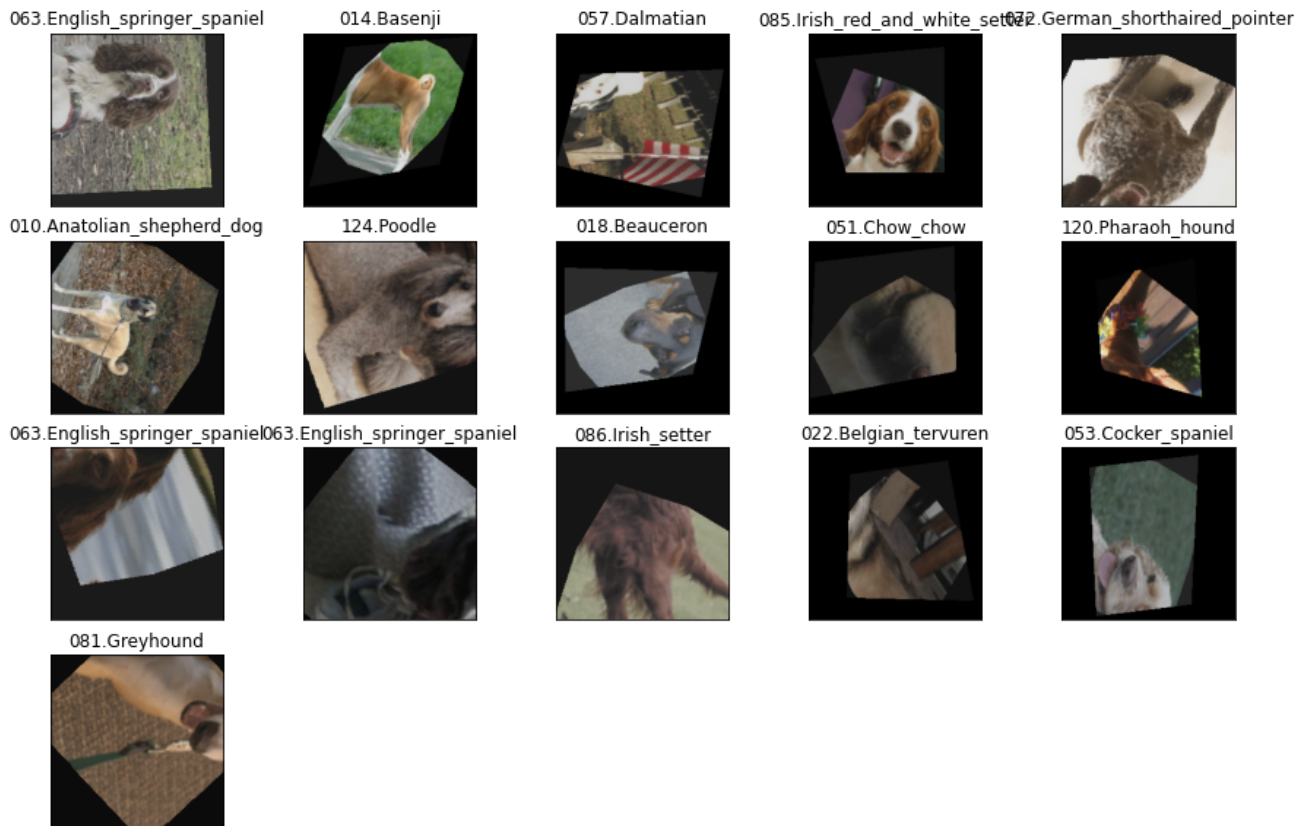 063.English_springer_spaniel
014.Basenji
057.Dalmatian
085.Irish_red_and_white_setter
072.German_shorthaired_pointer
010.Anatolian_shepherd_dog
124.Poodle
018.Beauceron
051.Chow_chow
120.Pharaoh_hound
063.English_springer_spaniel
063.English_springer_spaniel
086.Irish_setter
022.Belgian_tervuren
053.Cocker_spaniel
081.Greyhound